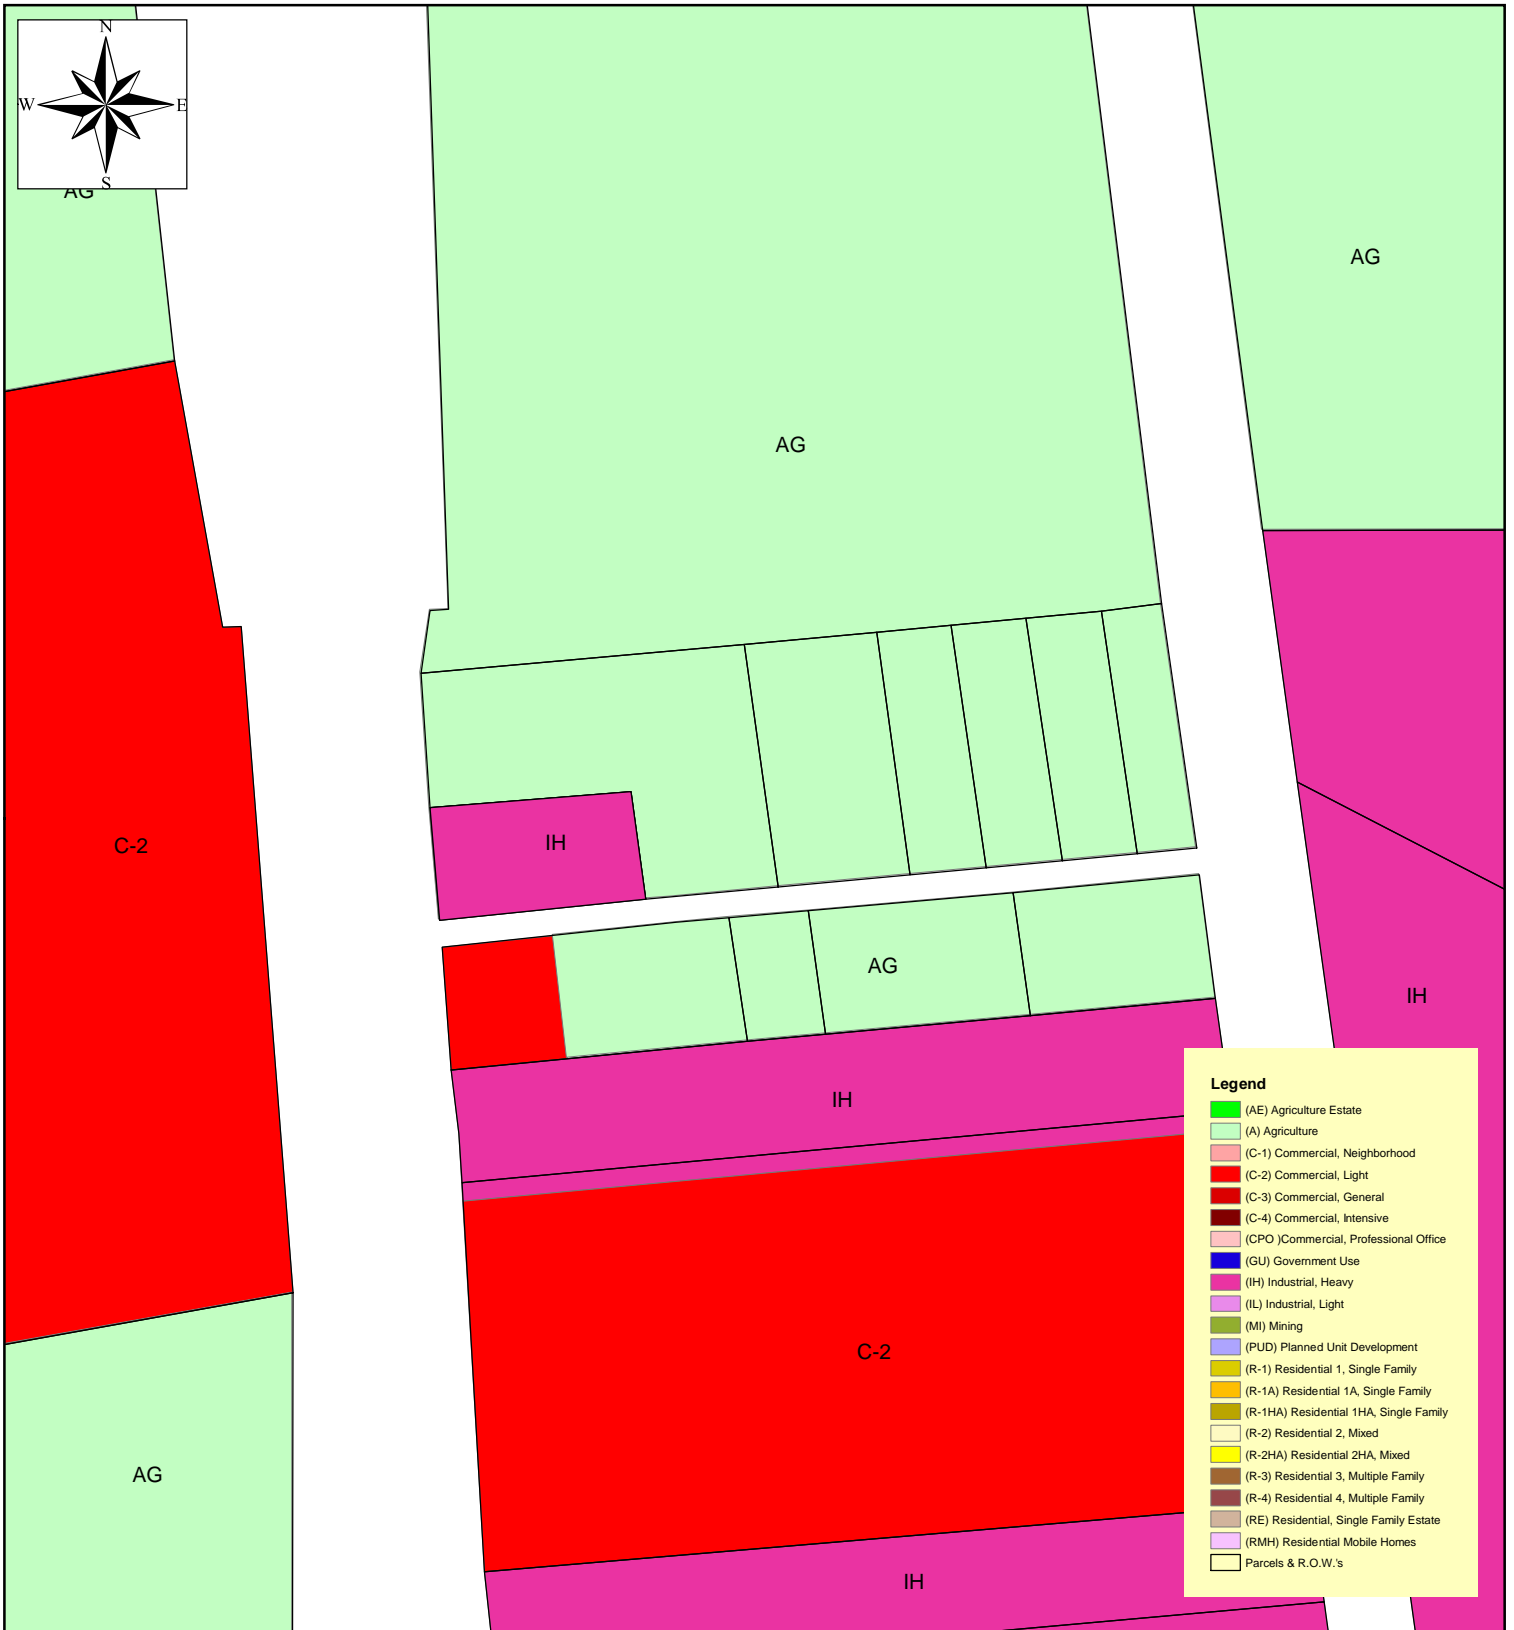 N
W
E
S
AG
AG
AG
C-2
IH
AG
IH
IH
C-2
AG
IH
Legend
(AE) Agriculture Estate
(A) Agriculture
(C-1) Commercial, Neighborhood
(C-2) Commercial, Light
(C-3) Commercial, General
(C-4) Commercial, Intensive
(CPO )Commercial, Professional Office
(GU) Government Use
(IH) Industrial, Heavy
(IL) Industrial, Light
(MI) Mining
(PUD) Planned Unit Development
(R-1) Residential 1, Single Family
(R-1A) Residential 1A, Single Family
(R-1HA) Residential 1HA, Single Family
(R-2) Residential 2, Mixed
(R-2HA) Residential 2HA, Mixed
(R-3) Residential 3, Multiple Family
(R-4) Residential 4, Multiple Family
(RE) Residential, Single Family Estate
(RMH) Residential Mobile Homes
Parcels & R.O.W.'s